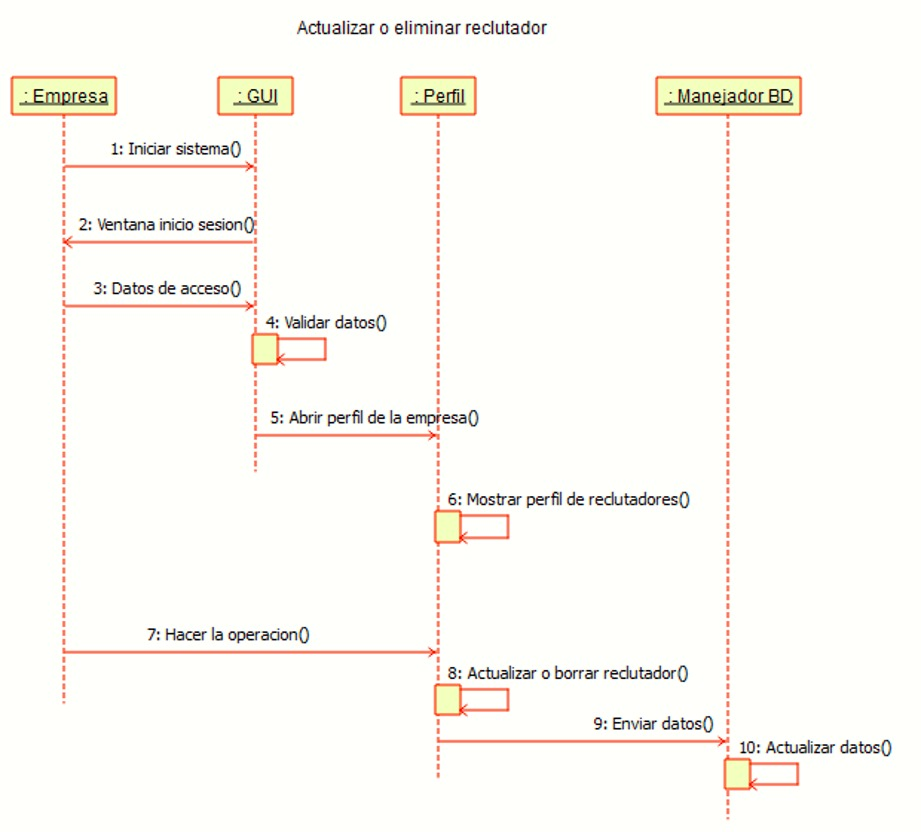 Actualizar o eliminar reclutador
: Empresa
: GUI
: Perfil
: Manejador BD
1: Iniciar sistema()
2: Ventana inicio sesion()
3: Datos de acceso()
4: Validar datos()
5: Abrir perfil de la empresa()
6: Mostrar perfil de reclutadores()
7: Hacer la operacion()
8: Actualizar o borrar reclutador()
9: Enviar datos()
10: Actualizar datos()